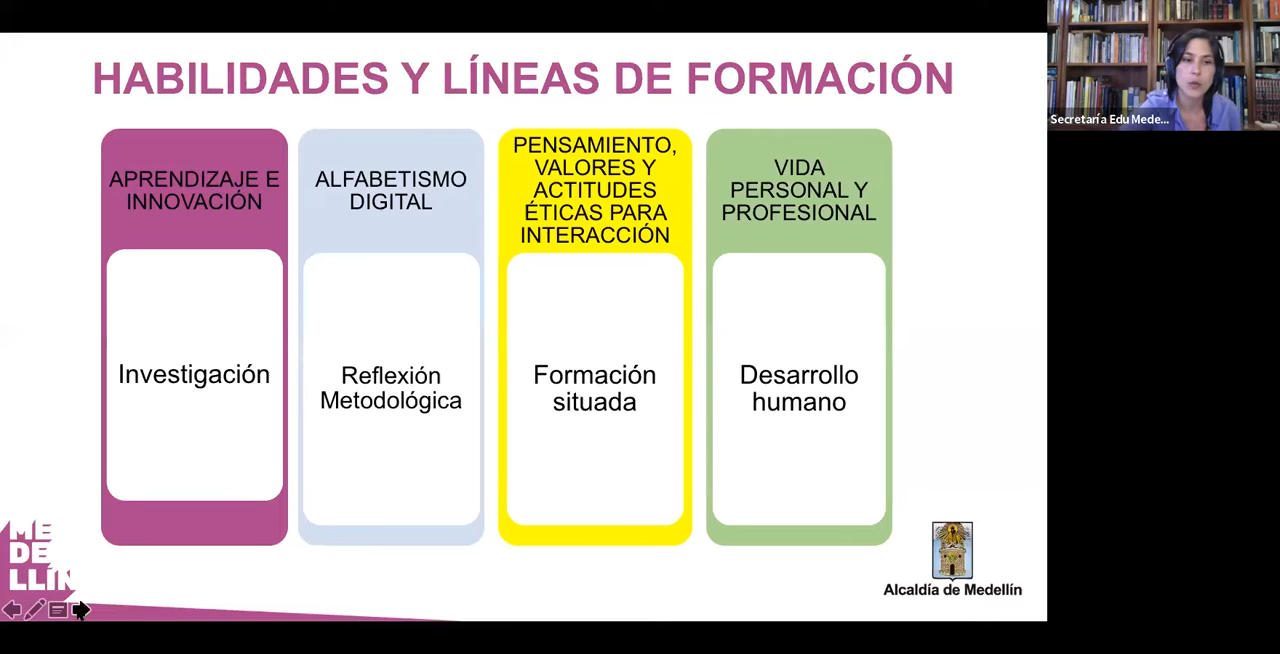 HABILIDADES Y LÍNEAS DE FORMACIÓN
APRENDIZAJE E
INNOVACIÓN
Investigación
ALFABETISMO
DIGITAL
Reflexión
Metodológica
PENSAMIENTO,
VALORES Y
ACTITUDES
ÉTICAS PARA
INTERACCIÓN
Formación
situada
VIDA
PERSONAL Y
PROFESIONAL
Desarrollo
humano
ME
DE
LLÍN
Alcaldía de Medellín
Secretaría Edu Mede...